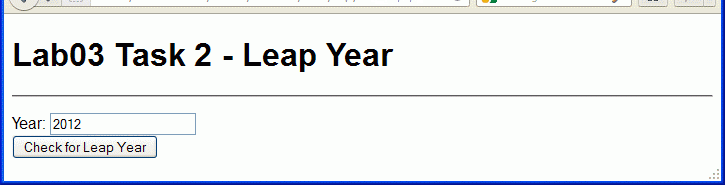 Lab03 Task 2 - Leap Year
Year: 2012
Check for Leap Year